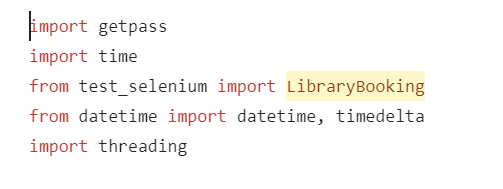 import getpass
import time
from test_selenium import LibraryBooking
from datetime import datetime, timedelta
import threading